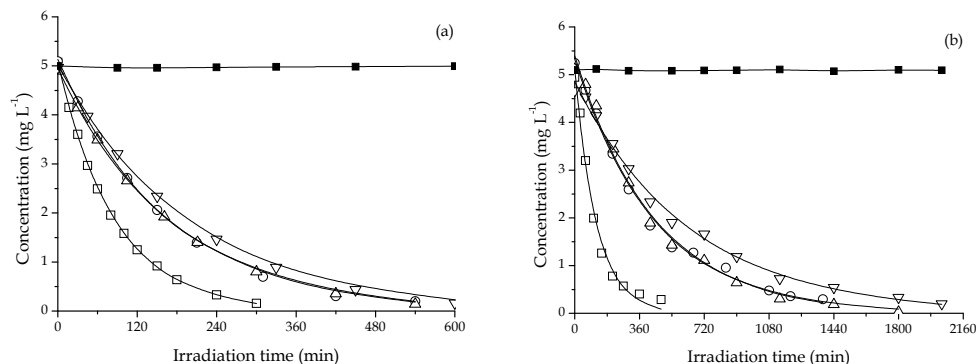 (a)
Concentration (mg L-1)
6
5
4
3
2
1
0
0 120 240 360 480 600
Irradiation time (min)
(b)
Concentration (mg L-1)
6
5
4
3
2
1
0
0 360 720 1080 1440 1800 2160
Irradiation time (min)